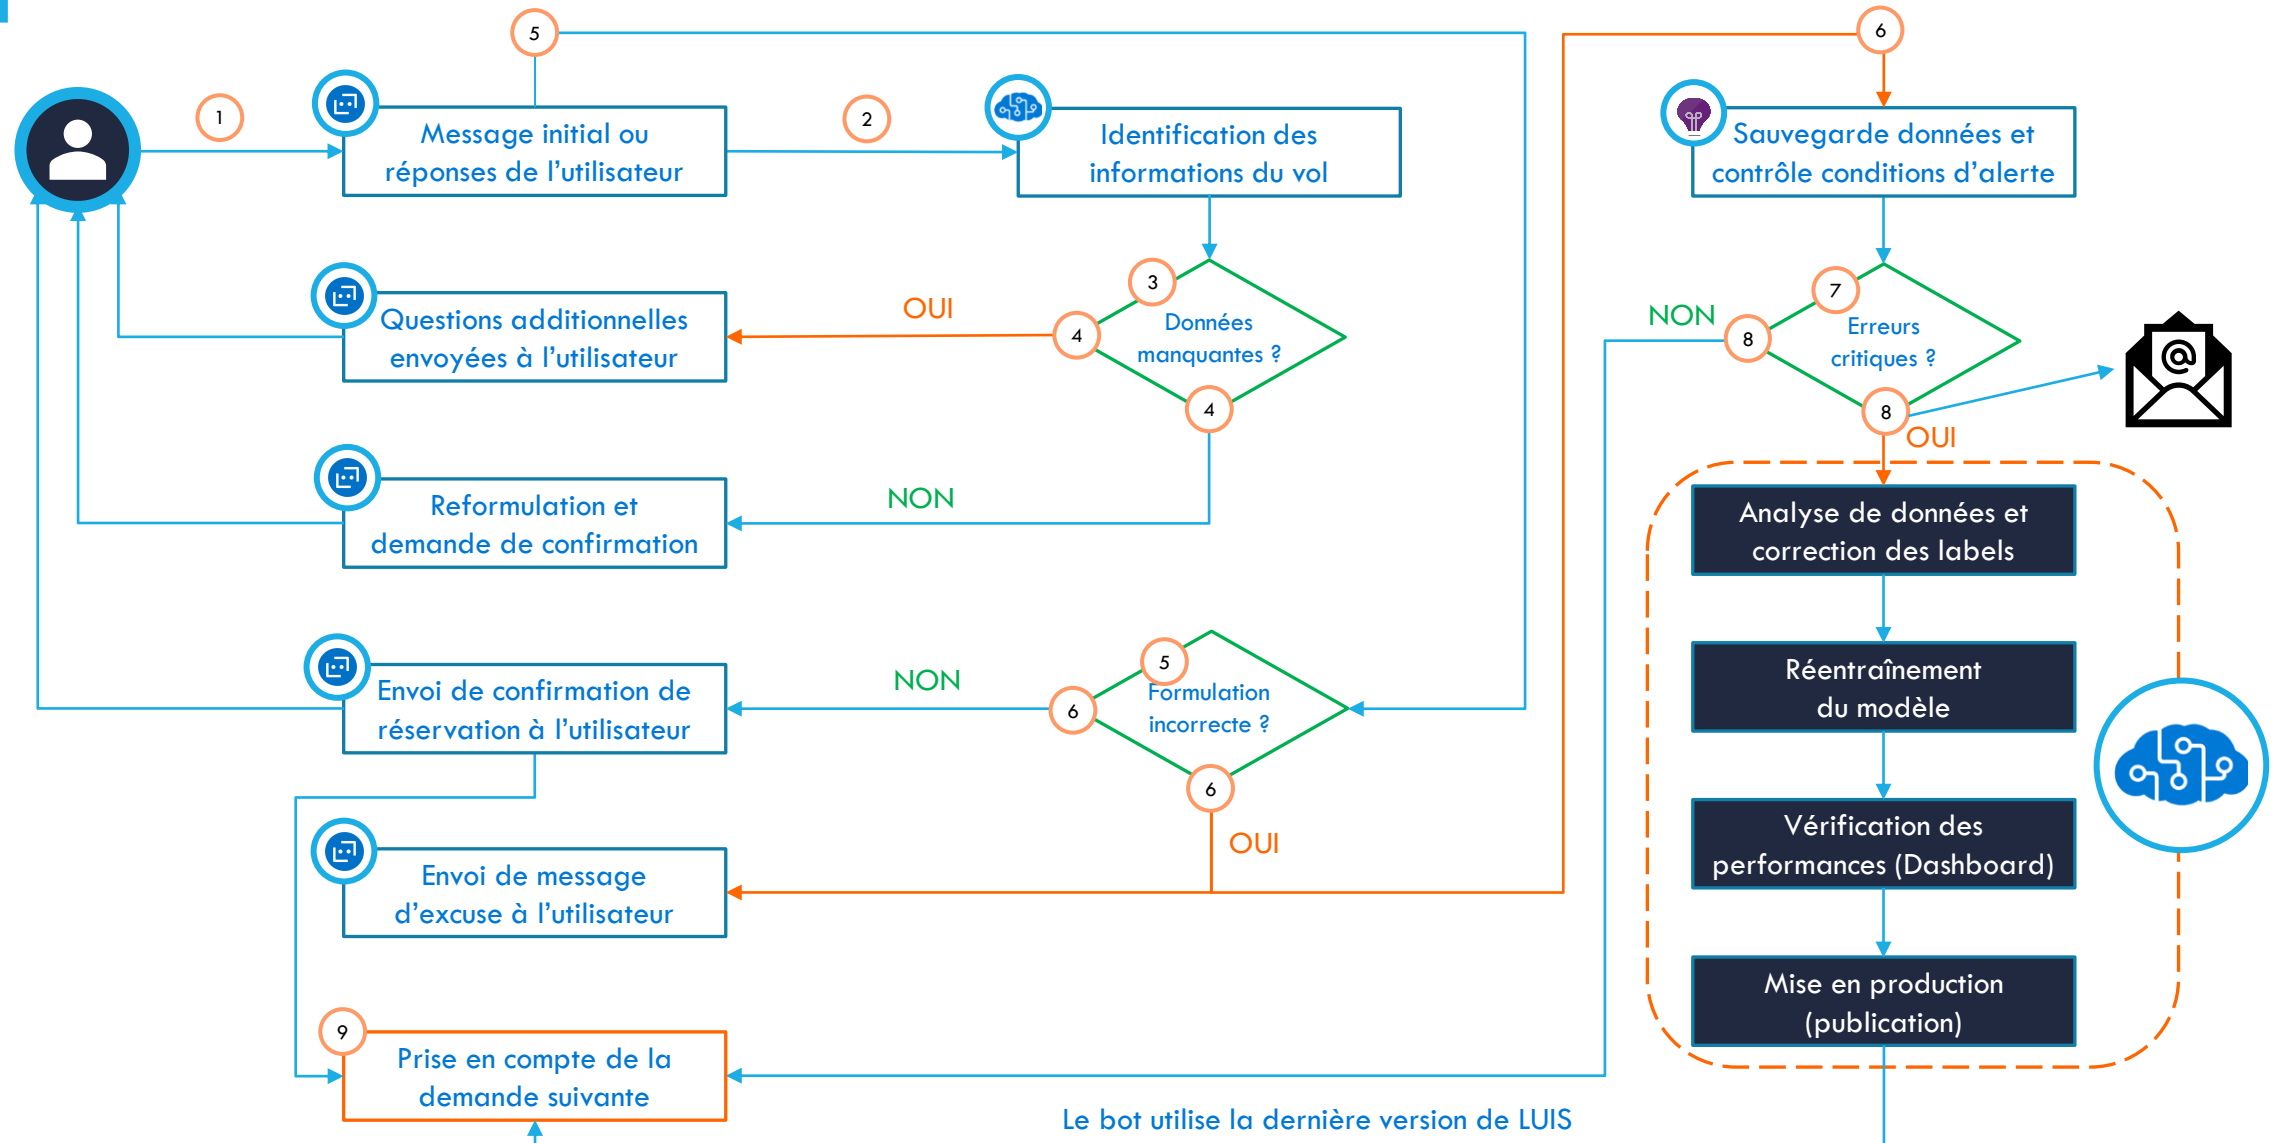 5
6
1
Message initial ou
réponses de l'utilisateur
2
Identification des
informations du vol
Sauvegarde données et
contrôle conditions d'alerte
Questions additionnelles
envoyées à l'utilisateur
OUI
3
4
Données
manquantes ?
4
NON
7
8
Erreurs
critiques ?
@
8
OUI
Reformulation et
demande de confirmation
NON
Analyse de données et
correction des labels
Envoi de confirmation de
réservation à l'utilisateur
NON
5
6
Formulation
incorrecte ?
6
OUI
Réentraînement
du modèle
Envoi de message
d'excuse à l'utilisateur
Vérification des
performances (Dashboard)
Mise en production
(publication)
9
Prise en compte de la
demande suivante
Le bot utilise la dernière version de LUIS